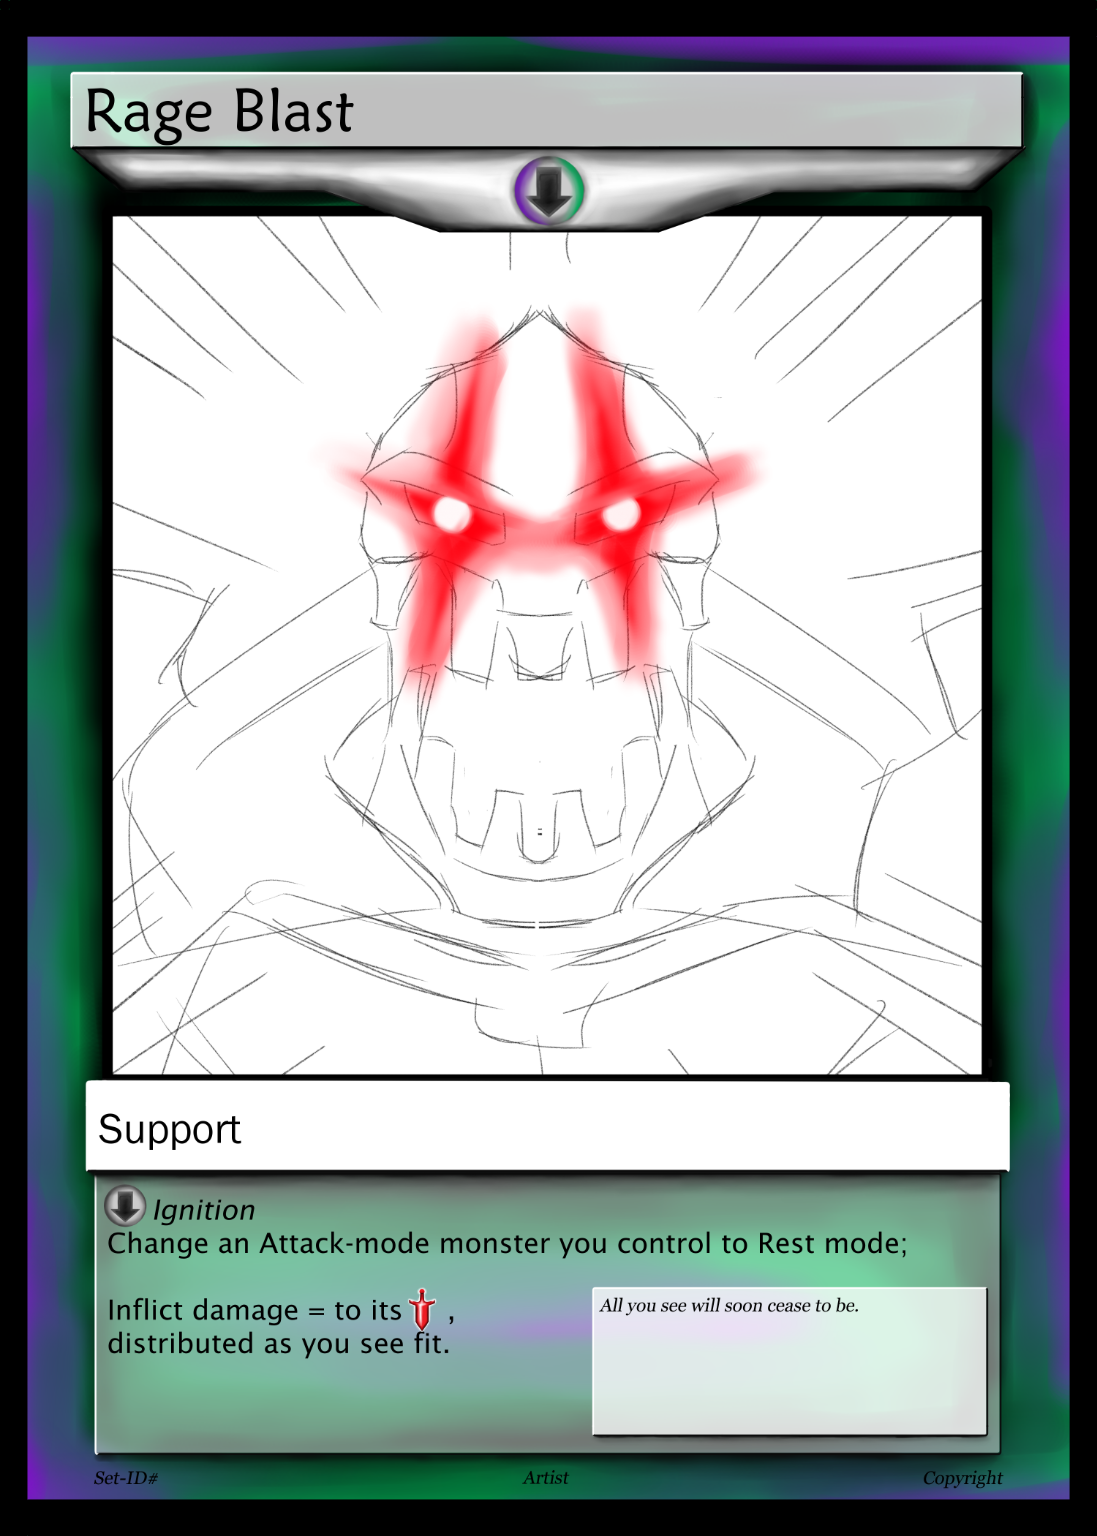 Rage Blast
Support
Ignition
Change an Attack-mode monster you control to Rest mode;
Inflict damage = to its ,
distributed as you see fit.
All you see will soon cease to be.
Set-ID#
Artist
Copyright